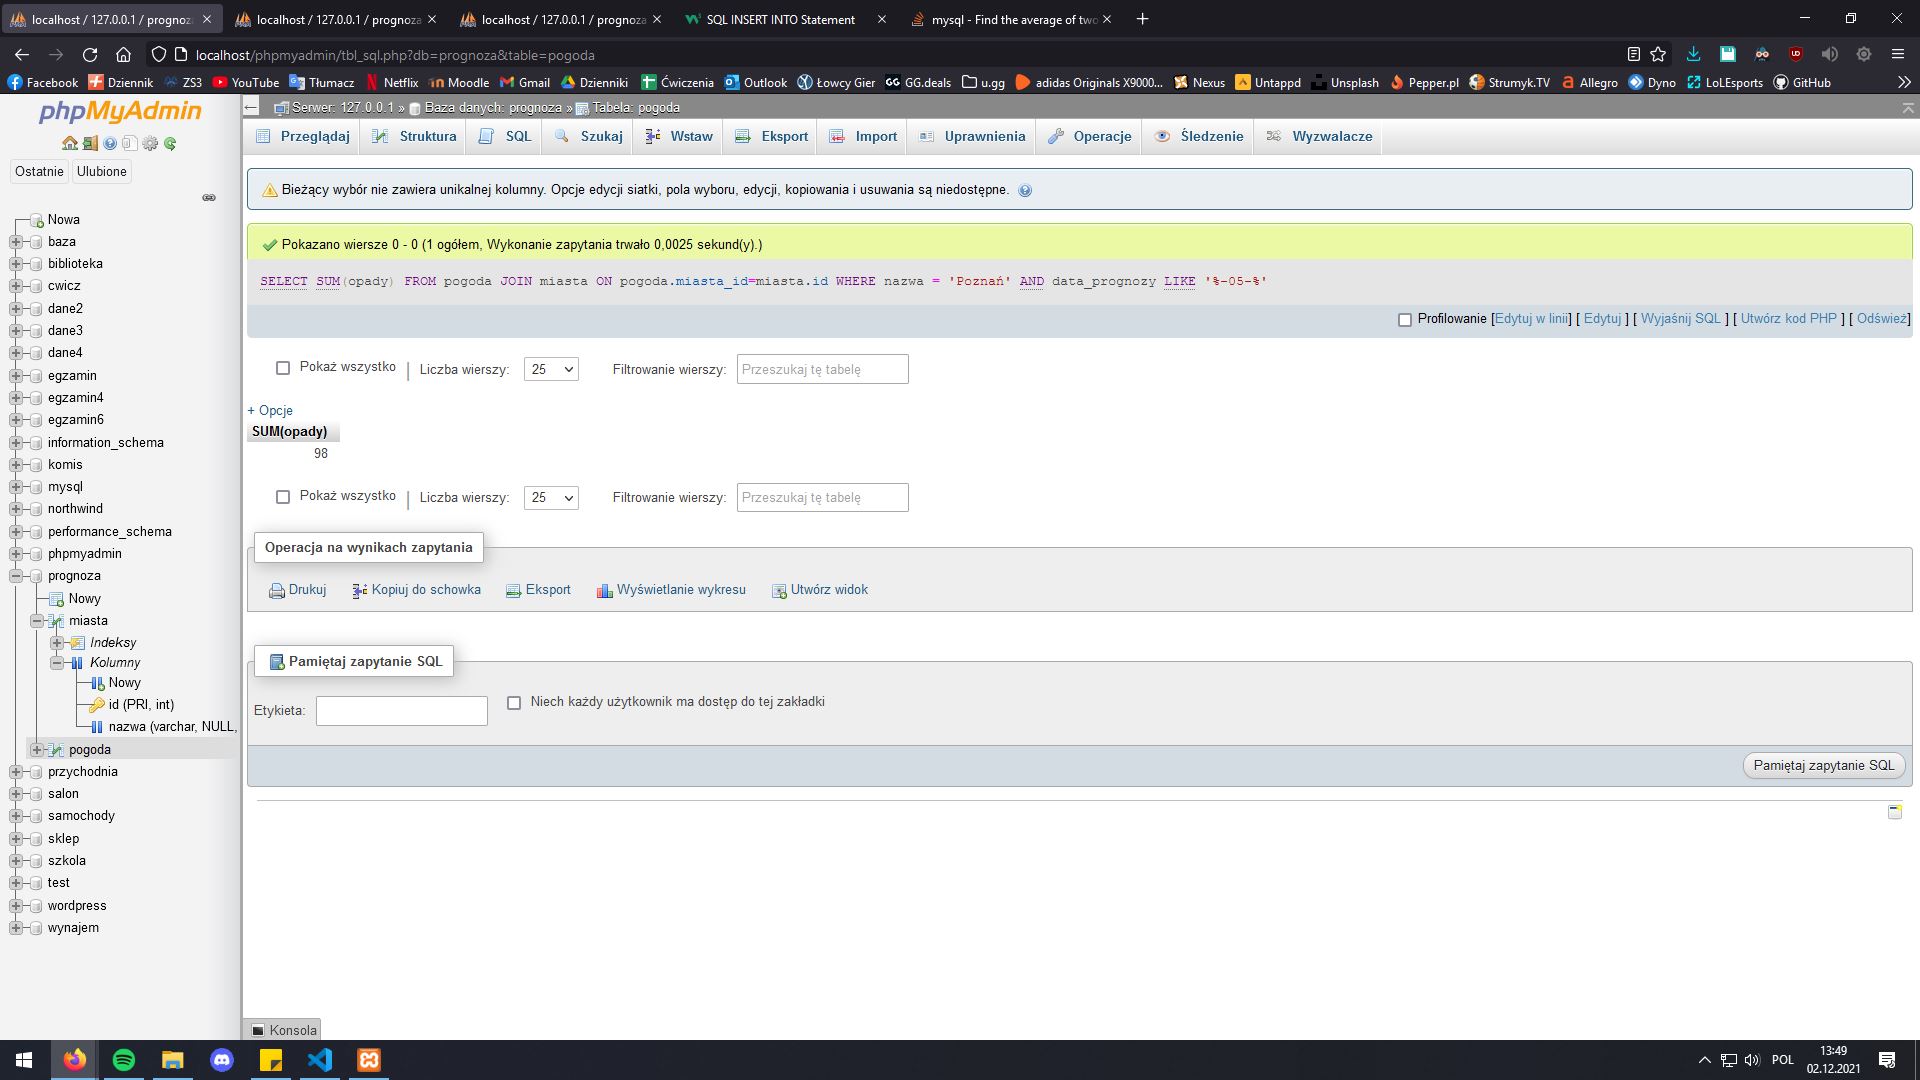 localhost / 127.0.0.1 / prognoza
localhost / 127.0.0.1 / prognoza
localhost / 127.0.0.1 / prognoza
SQL INSERT INTO Statement
mysql - Find the average of two
localhost/phpmyadmin/tbl_sql.php?db=prognoza&table=pogoda
Facebook
Dziennik
ZS3
YouTube
Tłumacz
Netflix
Moodle
Gmail
Dzienniki
Ćwiczenia
Outlook
Łowcy Gier
GG.deals
u.gg
adidas Originals X9000...
Nexus
Untappd
Unsplash
Pepper.pl
Strumyk.TV
Allegro
Dyno
LoLEsports
GitHub
phpMyAdmin
Ostatnie
Ulubione
Nowa
baza
biblioteka
cwicz
dane2
dane3
dane4
egzamin
egzamin4
egzamin6
information_schema
komis
mysql
northwind
performance_schema
phpmyadmin
prognoza
Nowy
miasta
Indeksy
Kolumny
Nowy
id (PRI, int)
nazwa (varchar, NULL,
pogoda
przychodnia
salon
samochody
sklep
szkola
test
wordpress
wynajem
Serwer: 127.0.0.1 » Baza danych: prognoza » Tabela: pogoda
Przeglądaj
Struktura
SQL
Szukaj
Wstaw
Eksport
Import
Uprawnienia
Operacje
Śledzenie
Wyzwalacze
Bieżący wybór nie zawiera unikalnej kolumny. Opcje edycji siatki, pola wyboru, edycji, kopiowania i usuwania są niedostępne.
Pokazano wiersze 0 - 0 (1 ogółem, Wykonanie zapytania trwało 0,0025 sekund(y).)
SELECT SUM(opady) FROM pogoda JOIN miasta ON pogoda.miasta_id=miasta.id WHERE nazwa = 'Poznań' AND data_prognozy LIKE '%-05-%'
Profilowanie [Edytuj w linii] [ Edytuj ] [ Wyjaśnij SQL ] [ Utwórz kod PHP ] [ Odśwież]
Pokaż wszystko | Liczba wierszy: 25 Filtrowanie wierszy: Przeszukaj tę tabelę
+ Opcje
SUM(opady)
98
Pokaż wszystko | Liczba wierszy: 25 Filtrowanie wierszy: Przeszukaj tę tabelę
Operacja na wynikach zapytania
Drukuj
Kopiuj do schowka
Eksport
Wyświetlanie wykresu
Utwórz widok
Pamiętaj zapytanie SQL
Etykieta:
Niech każdy użytkownik ma dostęp do tej zakładki
Pamiętaj zapytanie SQL
Konsola
POL
13:49
02.12.2021